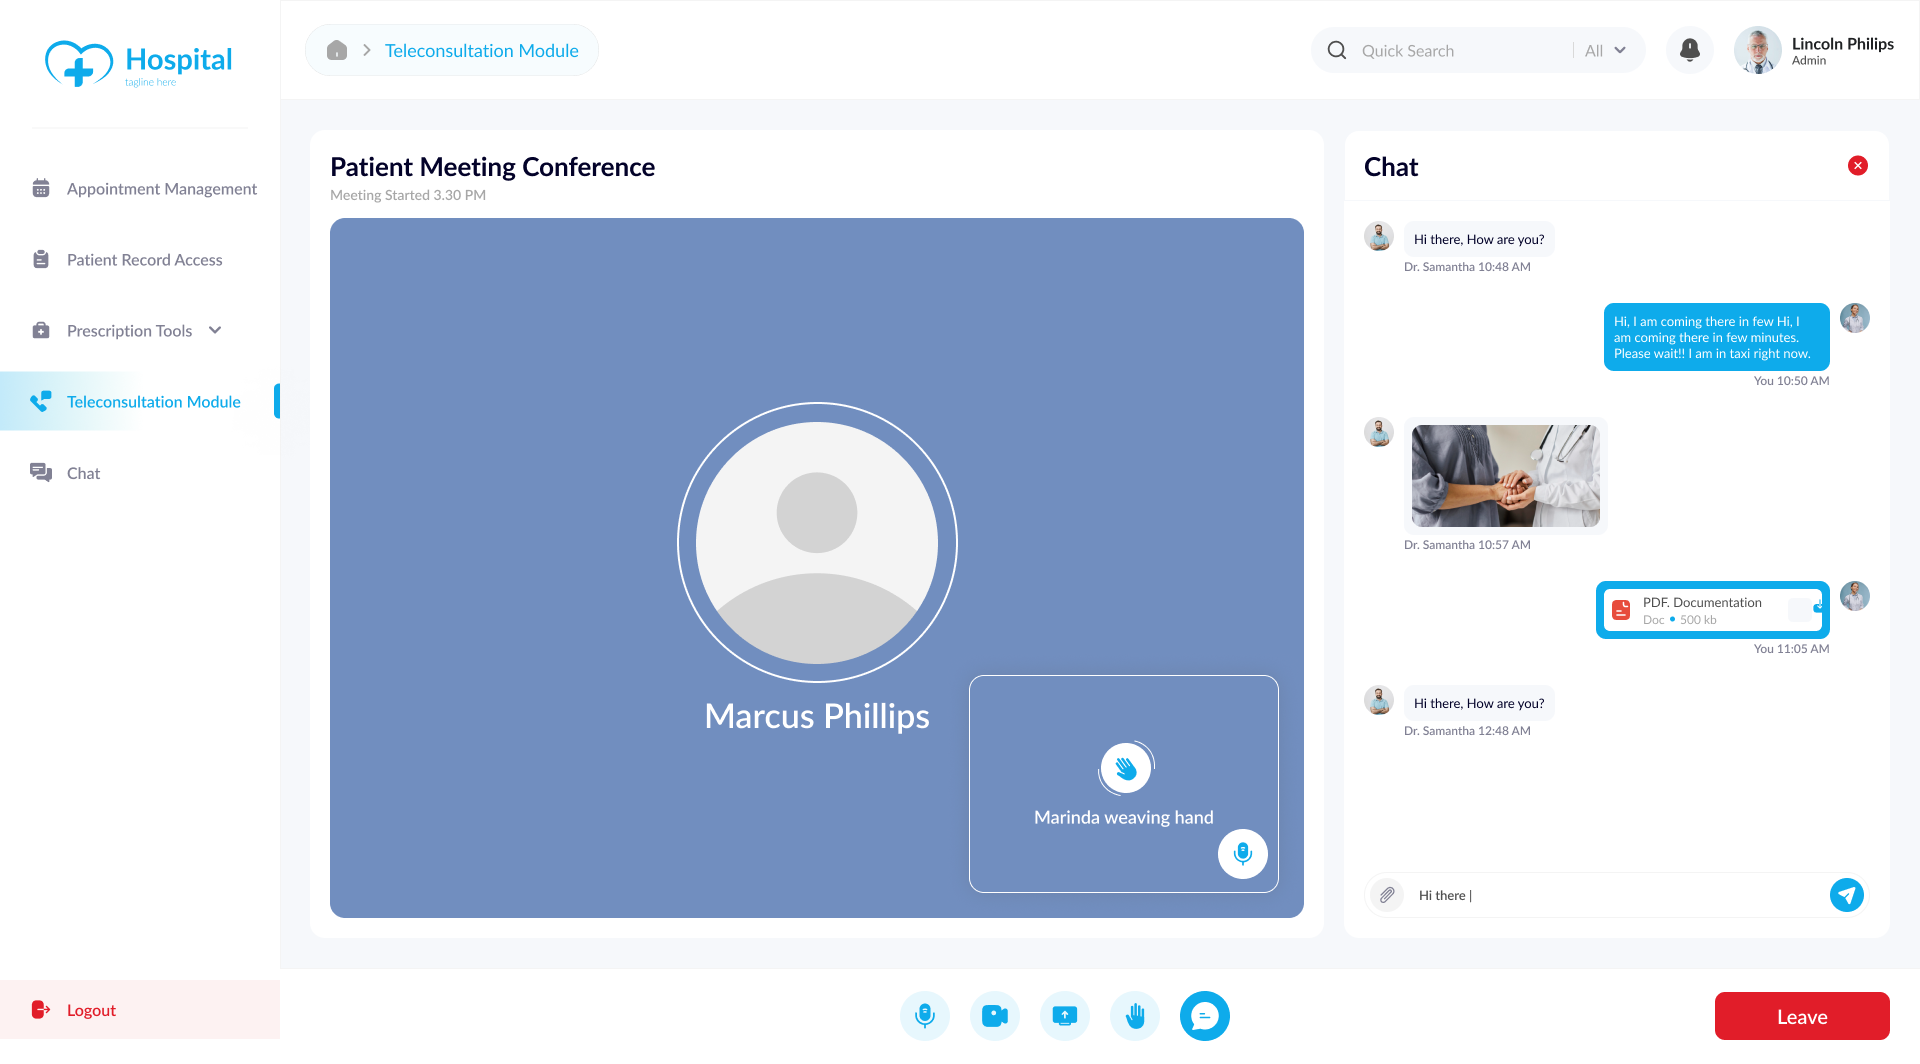 Hospital
tagline here
Teleconsultation Module
Quick Search
All
Lincoln Philips
Admin
Appointment Management
Patient Record Access
Prescription Tools
Teleconsultation Module
Chat
Logout
Patient Meeting Conference
Meeting Started 3.30 PM
Marcus Phillips
Marinda weaving hand
Chat
Hi there, How are you?
Dr. Samantha 10:48 AM
Hi, I am coming there in few Hi, I
am coming there in few minutes.
Please wait!! I am in taxi right now.
You 10:50 AM
Dr. Samantha 10:57 AM
PDF. Documentation
Doc • 500 kb
You 11:05 AM
Hi there, How are you?
Dr. Samantha 12:48 AM
Hi there |
Leave